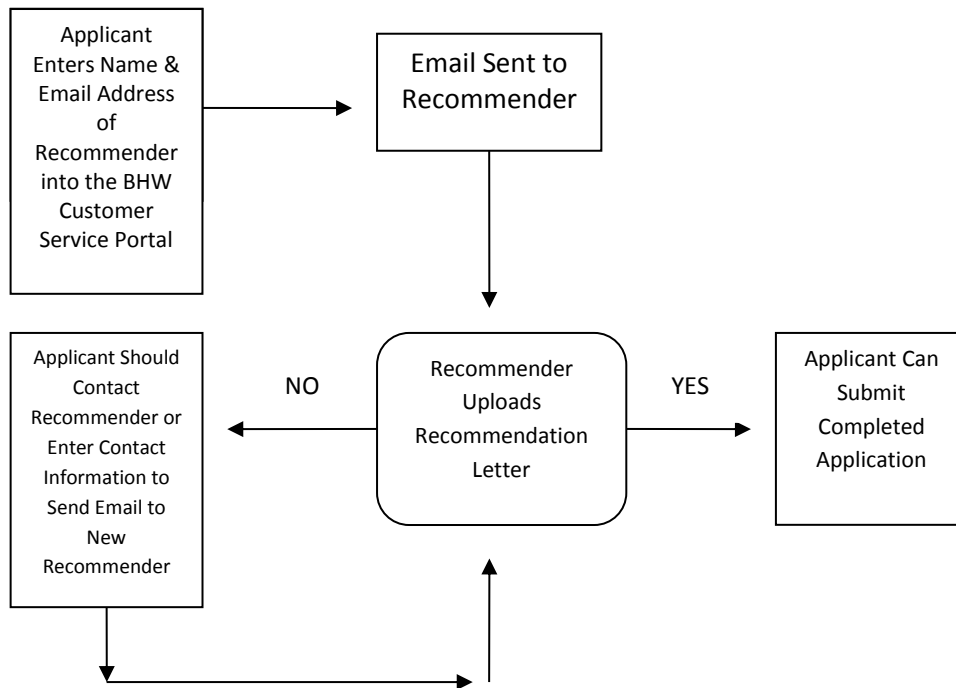 Applicant
Enters Name &
Email Address
of
Recommender
into the BHW
Customer
Service Portal
Email Sent to
Recommender
Applicant Should
Contact
Recommender or
Enter Contact
Information to
Send Email to
New
Recommender
NO
Recommender
Uploads
Recommendation
Letter
YES
Applicant Can
Submit
Completed
Application